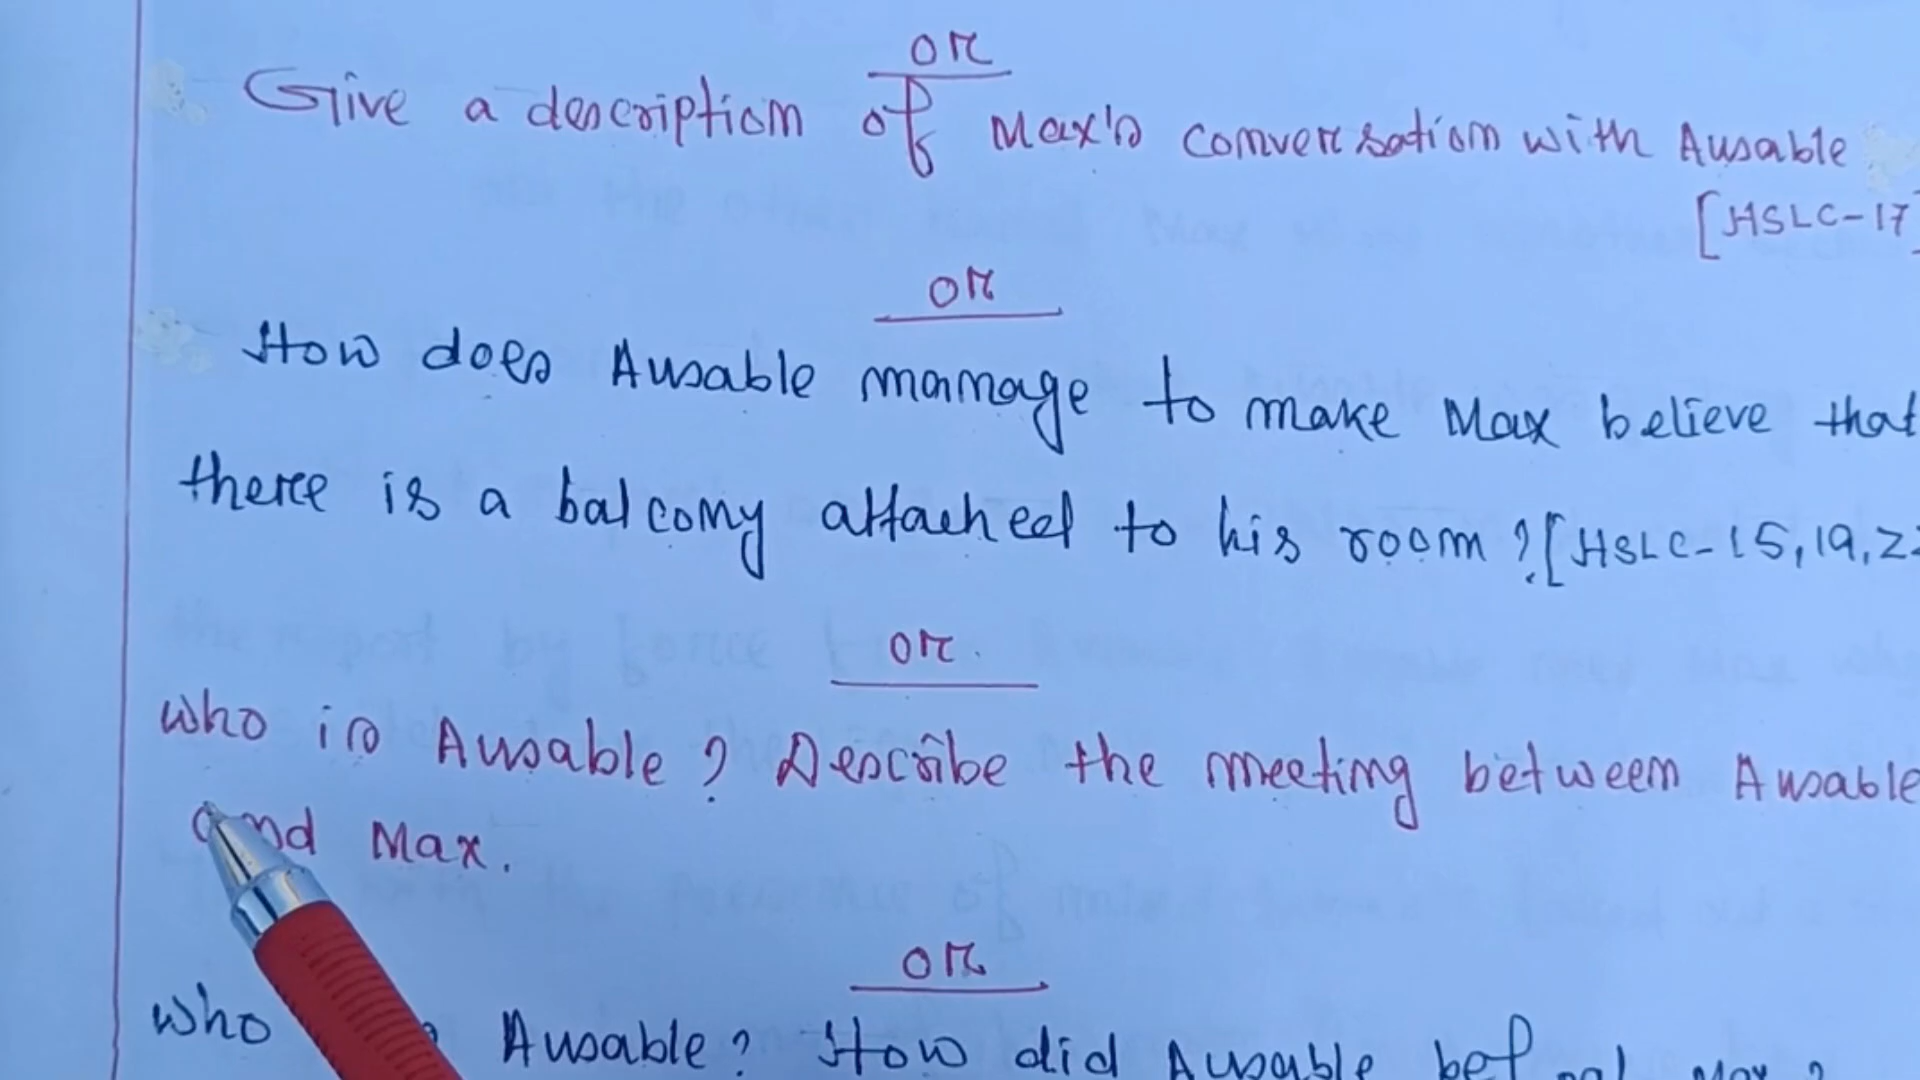 or
Give a description of Max's conversation with Ausable
[HSLC-17]
or
How does Ausable manage to make Max believe that
there is a balcony attached to his room? [HSLC-15, 19,
or.
Who is Ausable? Describe the meeting between Ausable
and Max.
or
Who Ausable? How did Ausable Max?